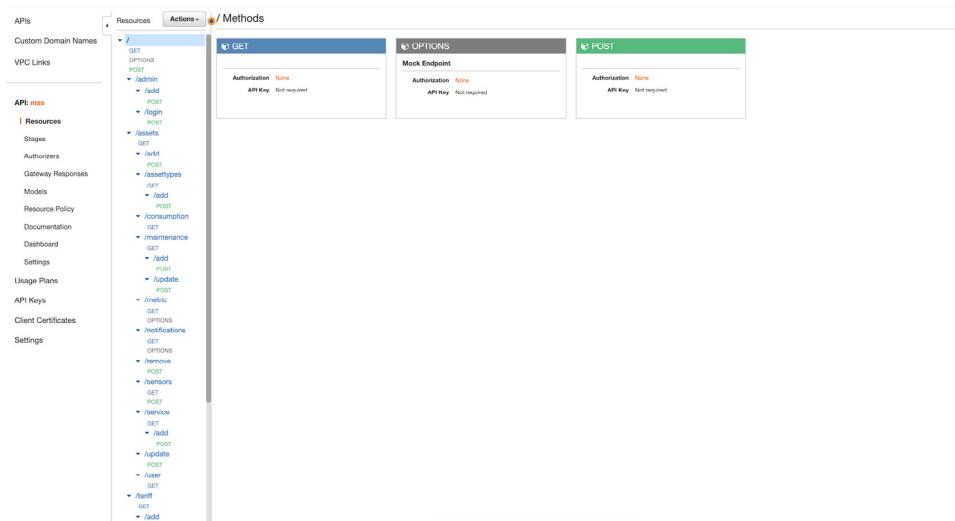 APIs
Custom Domain Names
VPC Links
API: mss
Resources
Stages
Authorizers
Gateway Responses
Models
Resource Policy
Documentation
Dashboard
Settings
Usage Plans
API Keys
Client Certificates
Settings
Resources
Actions
/
GET
OPTIONS
POST
/admin
/add
POST
/login
POST
/assets
GET
/add
POST
/assettypes
GET
/add
POST
/consumption
GET
/maintenance
GET
/add
POST
/update
POST
/metric
GET
OPTIONS
/notifications
GET
OPTIONS
/remove
POST
/sensors
GET
POST
/service
GET
/add
POST
/update
POST
/user
GET
/tariff
GET
/add
/ Methods
GET
Authorization None
API Key Not required
OPTIONS
Mock Endpoint
Authorization None
API Key Not required
POST
Authorization None
API Key Not required